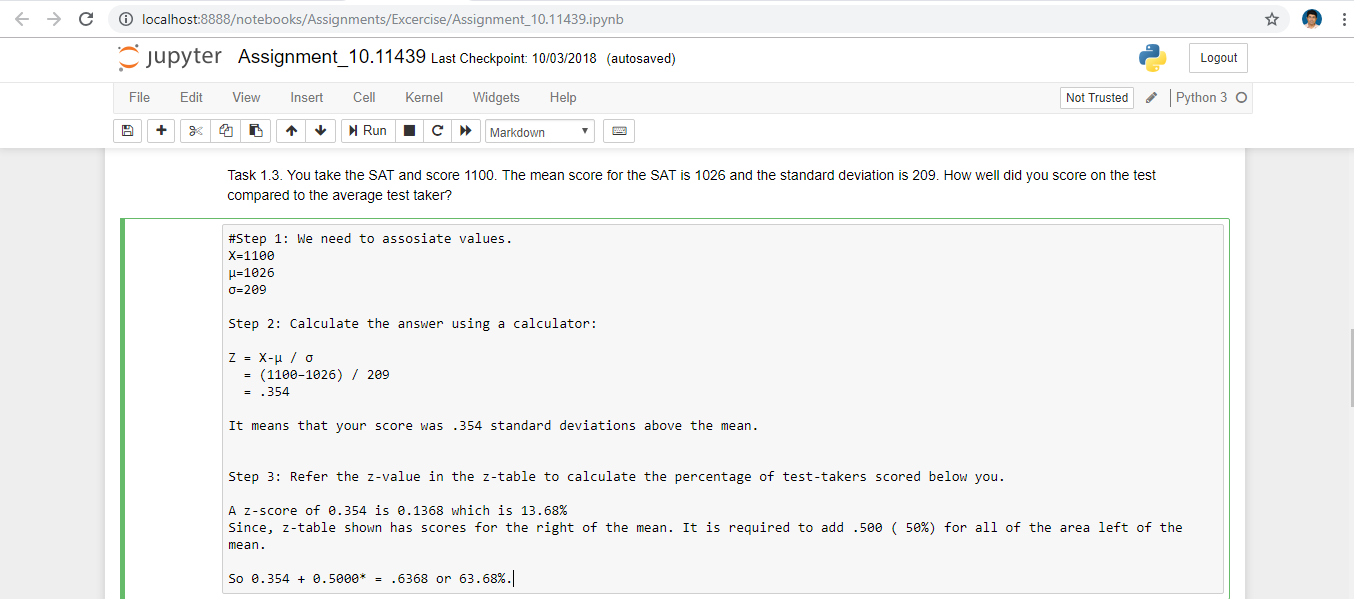 localhost:8888/notebooks/Assignments/Excercise/Assignment_10.11439.ipynb
jupyter Assignment_10.11439 Last Checkpoint: 10/03/2018 (autosaved) Logout
File Edit View Insert Cell Kernel Widgets Help Not Trusted Python 3
Run Markdown
Task 1.3. You take the SAT and score 1100. The mean score for the SAT is 1026 and the standard deviation is 209. How well did you score on the test
compared to the average test taker?
#Step 1: We need to assosiate values.
X=1100
μ=1026
σ=209
Step 2: Calculate the answer using a calculator:
Z = X-μ / σ
= (1100–1026) / 209
= .354
It means that your score was .354 standard deviations above the mean.
Step 3: Refer the z-value in the z-table to calculate the percentage of test-takers scored below you.
A z-score of 0.354 is 0.1368 which is 13.68%
Since, z-table shown has scores for the right of the mean. It is required to add .500 ( 50%) for all of the area left of the
mean.
So 0.354 + 0.5000* = .6368 or 63.68%.